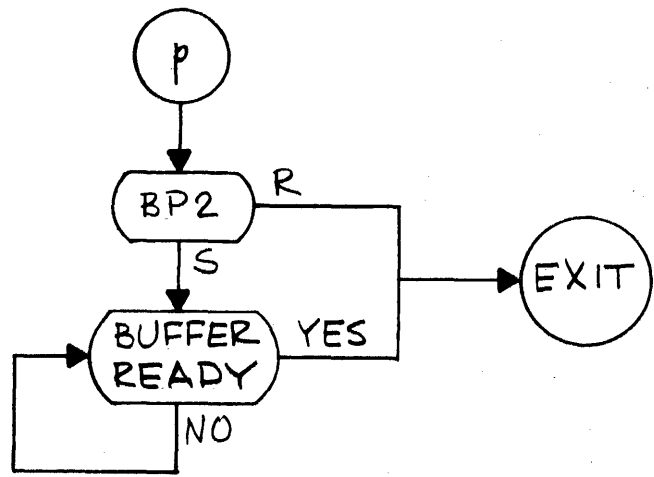 p
BP2
R
S
EXIT
BUFFER
READY
YES
NO